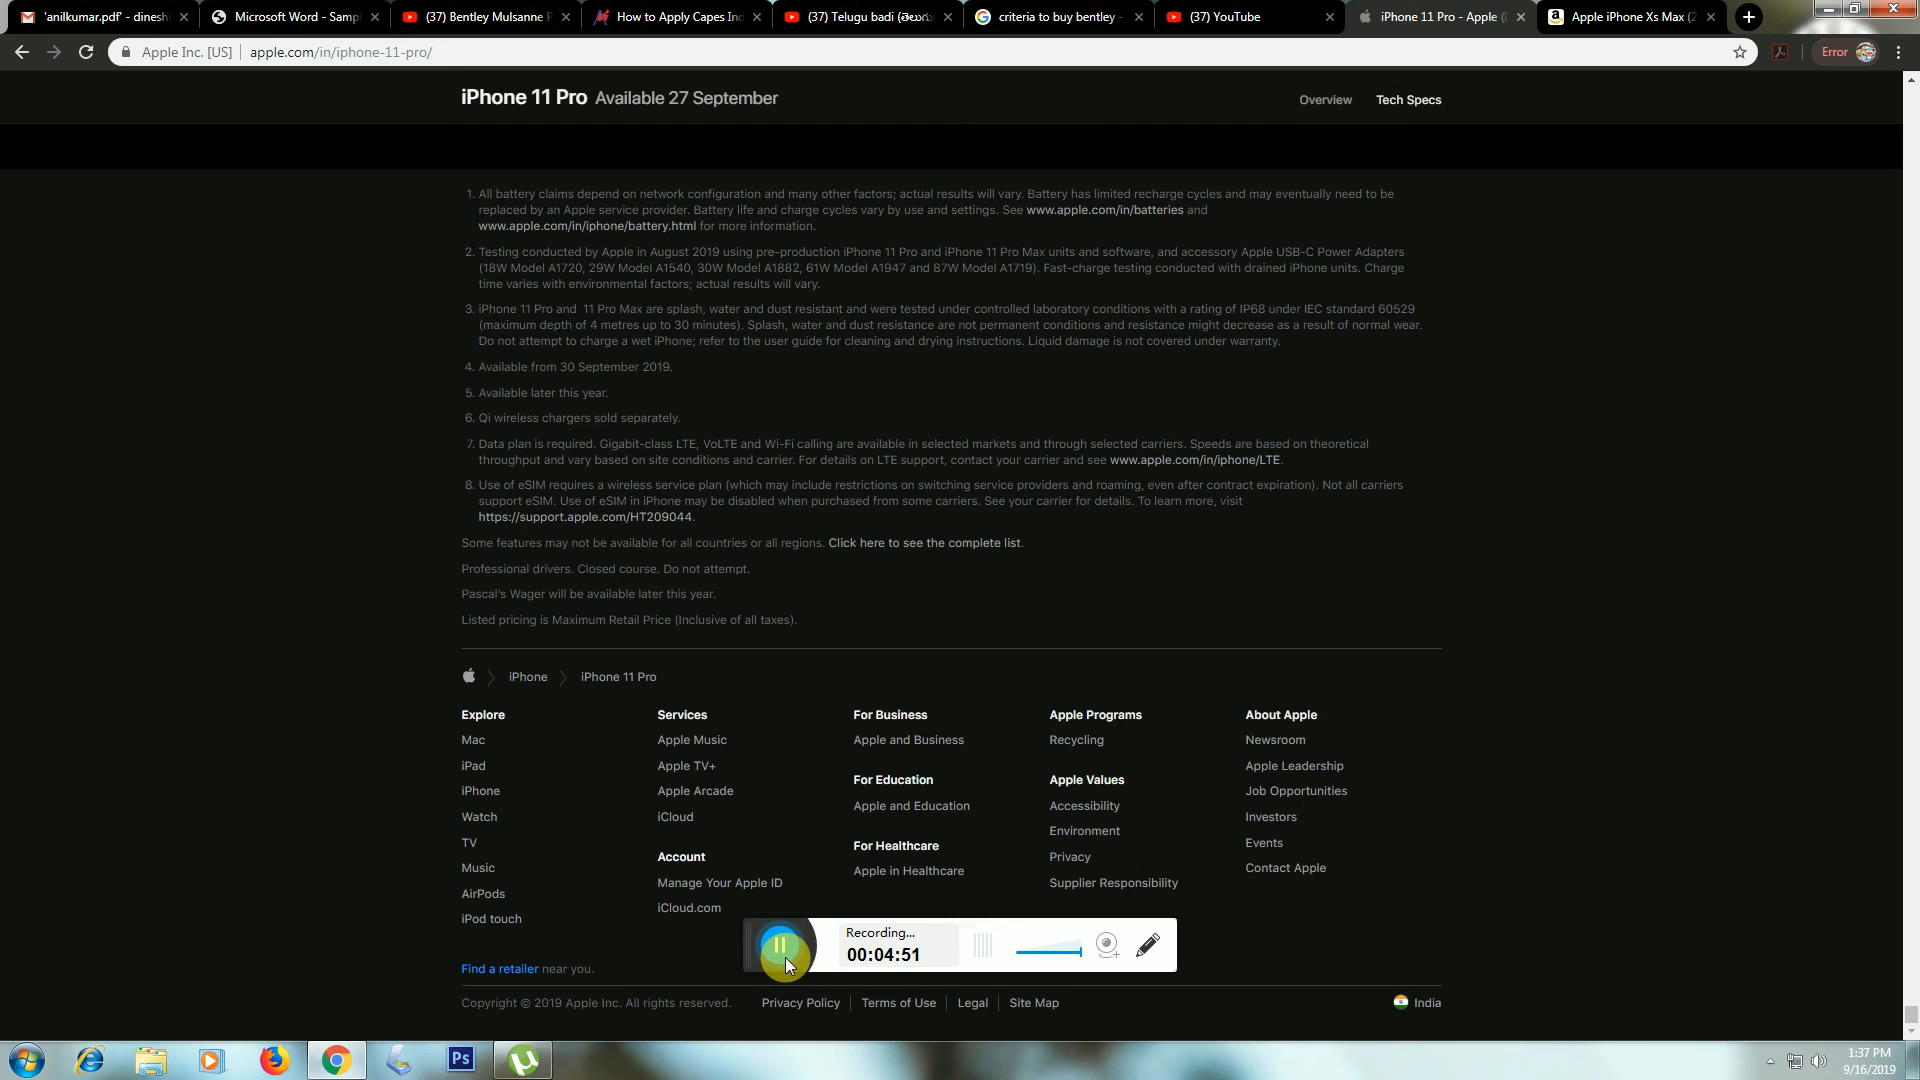 'anilkumar.pdf' - dinesh
Microsoft Word - Samp
(37) Bentley Mulsanne
How to Apply Capes Ind
(37) Telugu badi
criteria to buy bentley -
(37) YouTube
iPhone 11 Pro - Apple (
Apple iPhone Xs Max (2
Apple Inc. [US]
apple.com/in/iphone-11-pro/
Error
iPhone 11 Pro Available 27 September
Overview
Tech Specs
1. All battery claims depend on network configuration and many other factors; actual results will vary. Battery has limited recharge cycles and may eventually need to be
replaced by an Apple service provider. Battery life and charge cycles vary by use and settings. See www.apple.com/in/batteries and
www.apple.com/in/iphone/battery.html for more information.
2. Testing conducted by Apple in August 2019 using pre-production iPhone 11 Pro and iPhone 11 Pro Max units and software, and accessory Apple USB-C Power Adapters
(18W Model A1720, 29W Model A1540, 30W Model A1882, 61W Model A1947 and 87W Model A1719). Fast-charge testing conducted with drained iPhone units. Charge
time varies with environmental factors; actual results will vary.
3. iPhone 11 Pro and 11 Pro Max are splash, water and dust resistant and were tested under controlled laboratory conditions with a rating of IP68 under IEC standard 60529
(maximum depth of 4 metres up to 30 minutes). Splash, water and dust resistance are not permanent conditions and resistance might decrease as a result of normal wear.
Do not attempt to charge a wet iPhone; refer to the user guide for cleaning and drying instructions. Liquid damage is not covered under warranty.
4. Available from 30 September 2019.
5. Available later this year.
6. Qi wireless chargers sold separately.
7. Data plan is required. Gigabit-class LTE, VoLTE and Wi-Fi calling are available in selected markets and through selected carriers. Speeds are based on theoretical
throughput and vary based on site conditions and carrier. For details on LTE support, contact your carrier and see www.apple.com/in/iphone/LTE.
8. Use of eSIM requires a wireless service plan (which may include restrictions on switching service providers and roaming, even after contract expiration). Not all carriers
support eSIM. Use of eSIM in iPhone may be disabled when purchased from some carriers. See your carrier for details. To learn more, visit
https://support.apple.com/HT209044.
Some features may not be available for all countries or all regions. Click here to see the complete list.
Professional drivers. Closed course. Do not attempt.
Pascal's Wager will be available later this year.
Listed pricing is Maximum Retail Price (Inclusive of all taxes).
iPhone
iPhone 11 Pro
Explore
Mac
iPad
iPhone
Watch
TV
Music
AirPods
iPod touch
Services
Apple Music
Apple TV+
Apple Arcade
iCloud
Account
Manage Your Apple ID
iCloud.com
For Business
Apple and Business
For Education
Apple and Education
For Healthcare
Apple in Healthcare
Apple Programs
Recycling
Apple Values
Accessibility
Environment
Privacy
Supplier Responsibility
About Apple
Newsroom
Apple Leadership
Job Opportunities
Investors
Events
Contact Apple
Recording...
00:04:51
Find a retailer near you.
Copyright © 2019 Apple Inc. All rights reserved.
Privacy Policy
Terms of Use
Legal
Site Map
India
Ps
1:37 PM
9/16/2019